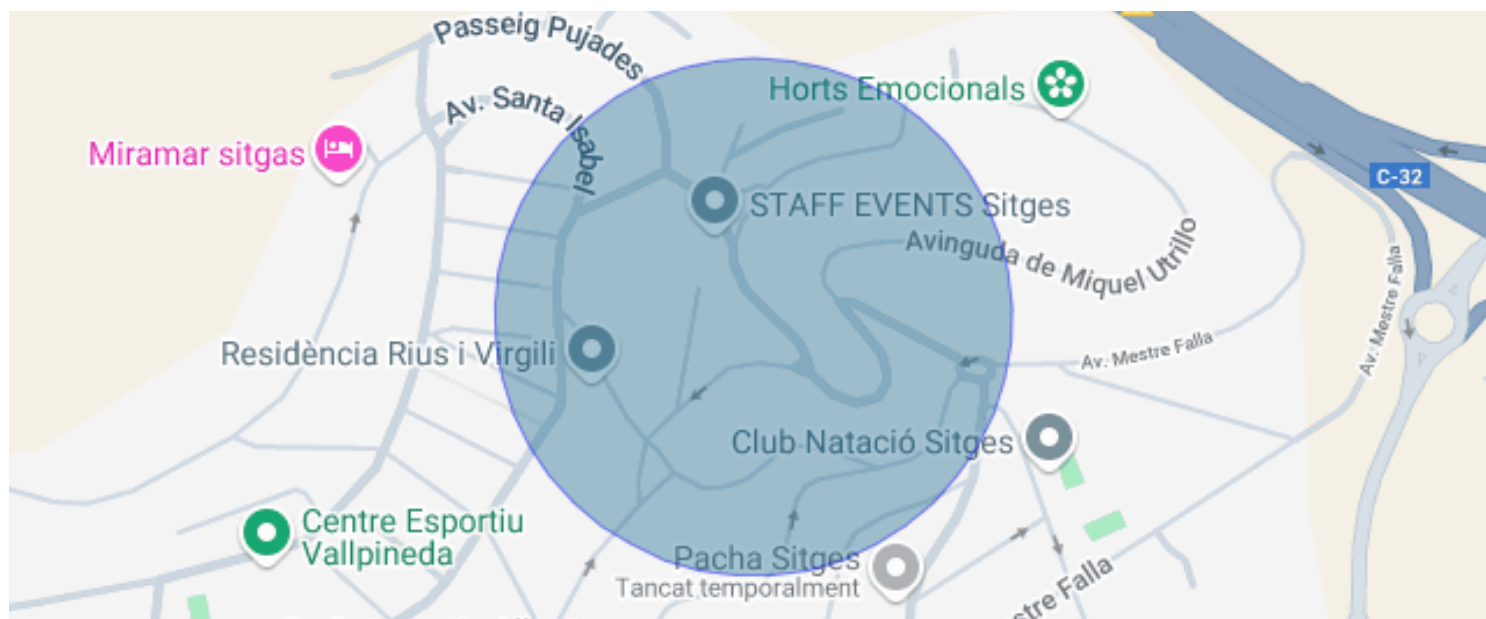 Passeig Pujades
Av. Santa Isabel
Horts Emocionals
Miramar sitgas
C-32
STAFF EVENTS Sitges
Avinguda de Miquel Utrillo
Av. Mestre Falla
Residència Rius i Virgili
Av. Mestre Falla
Club Natació Sitges
Centre Esportiu
Vallpineda
Pacha Sitges
Tancat temporalment
stre Falla